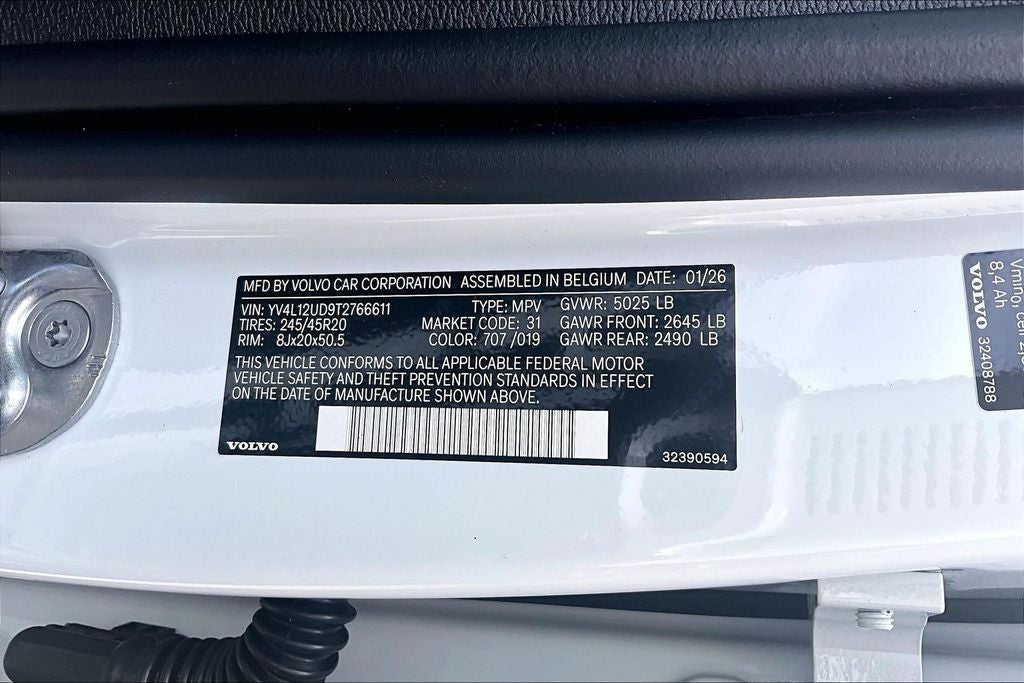 MFD BY VOLVO CAR CORPORATION ASSEMBLED IN BELGIUM DATE: 01/26
VIN: YV4L12UD9T2766611 TYPE: MPV GVWR: 5025 LB
TIRES: 245/45R20 MARKET CODE: 31 GAWR FRONT: 2645 LB
RIM: 8Jx20x50.5 COLOR: 707 /019 GAWR REAR: 2490 LB
THIS VEHICLE CONFORMS TO ALL APPLICABLE FEDERAL MOTOR
VEHICLE SAFETY AND THEFT PREVENTION STANDARDS IN EFFECT
ON THE DATE OF MANUFACTURE SHOWN ABOVE.
VOLVO 32390594
8,4 Ah
VOLVO 32408788